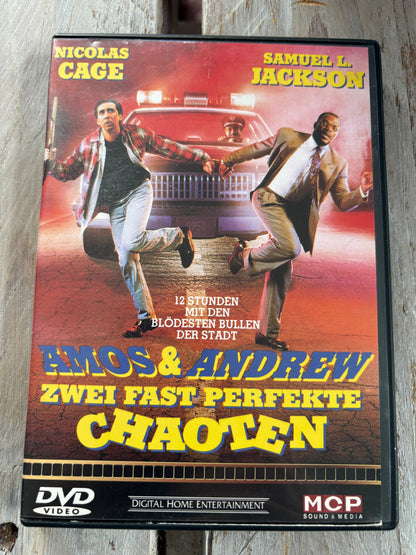 NICOLAS
CAGE
SAMUEL L.
JACKSON
12 STUNDEN
MIT DEN
BLÖDESTEN BULLEN
DER STADT
AMOS & ANDREW
ZWEI FAST PERFEKTE
CHAOTEN
DVD
VIDEO
DIGITAL HOME ENTERTAINMENT
MCP
SOUND & MEDIA